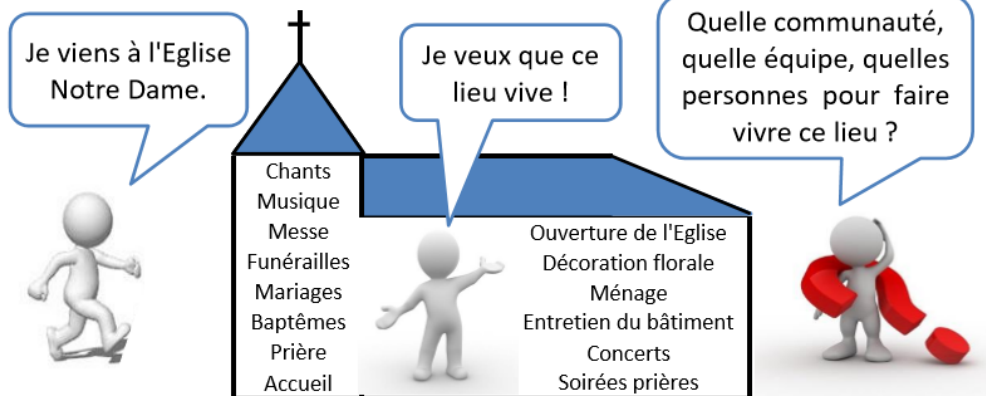 Je viens à l'Eglise
Notre Dame.
Je veux que ce
lieu vive !
Quelle communauté,
quelle équipe, quelles
personnes pour faire
vivre ce lieu ?
Chants
Musique
Messe
Funérailles
Mariages
Baptêmes
Prière
Accueil
Ouverture de l'Eglise
Décoration florale
Ménage
Entretien du bâtiment
Concerts
Soirées prières